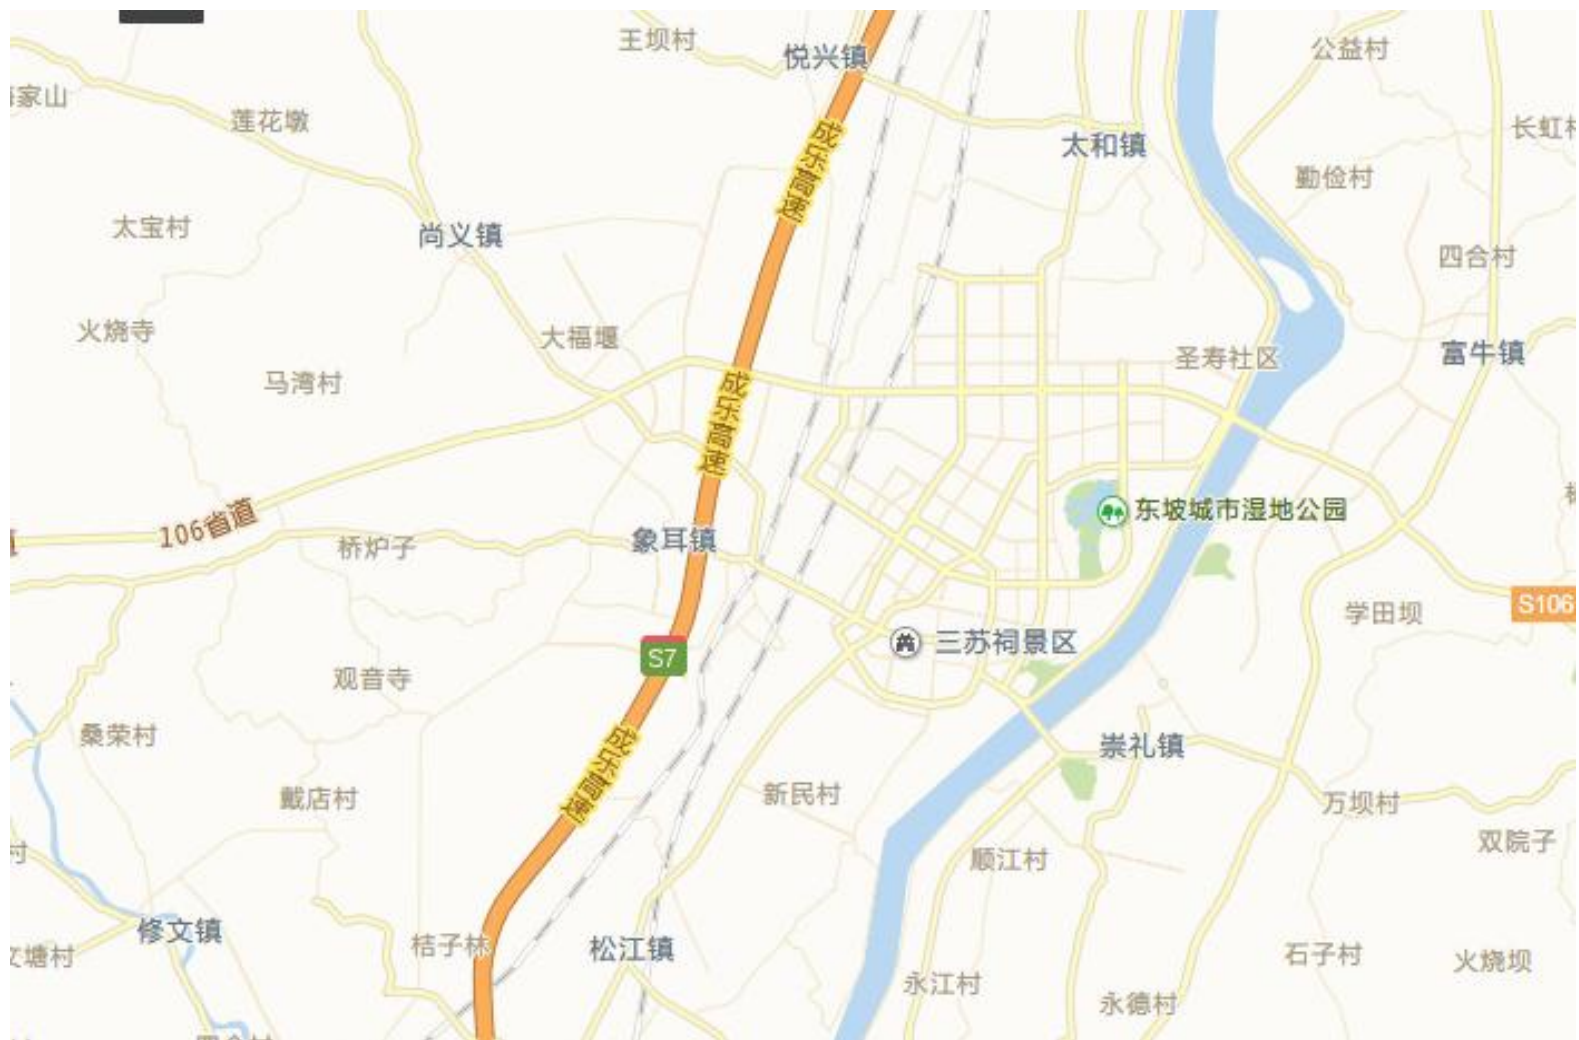 王坝村
悦兴镇
公益村
家山
莲花墩
成乐高速
太和镇
长虹村
勤俭村
太宝村
尚义镇
四合村
火烧寺
大福堰
圣寿社区
富牛镇
马湾村
成乐高速
106省道
东坡城市湿地公园
桥炉子
象耳镇
S106
学田坝
三苏祠景区
S7
观音寺
桑荣村
崇礼镇
成乐高速
戴店村
新民村
万坝村
双院子
村
顺江村
修文镇
桔子林
松江镇
塘村
石子村
火烧坝
永江村
永德村